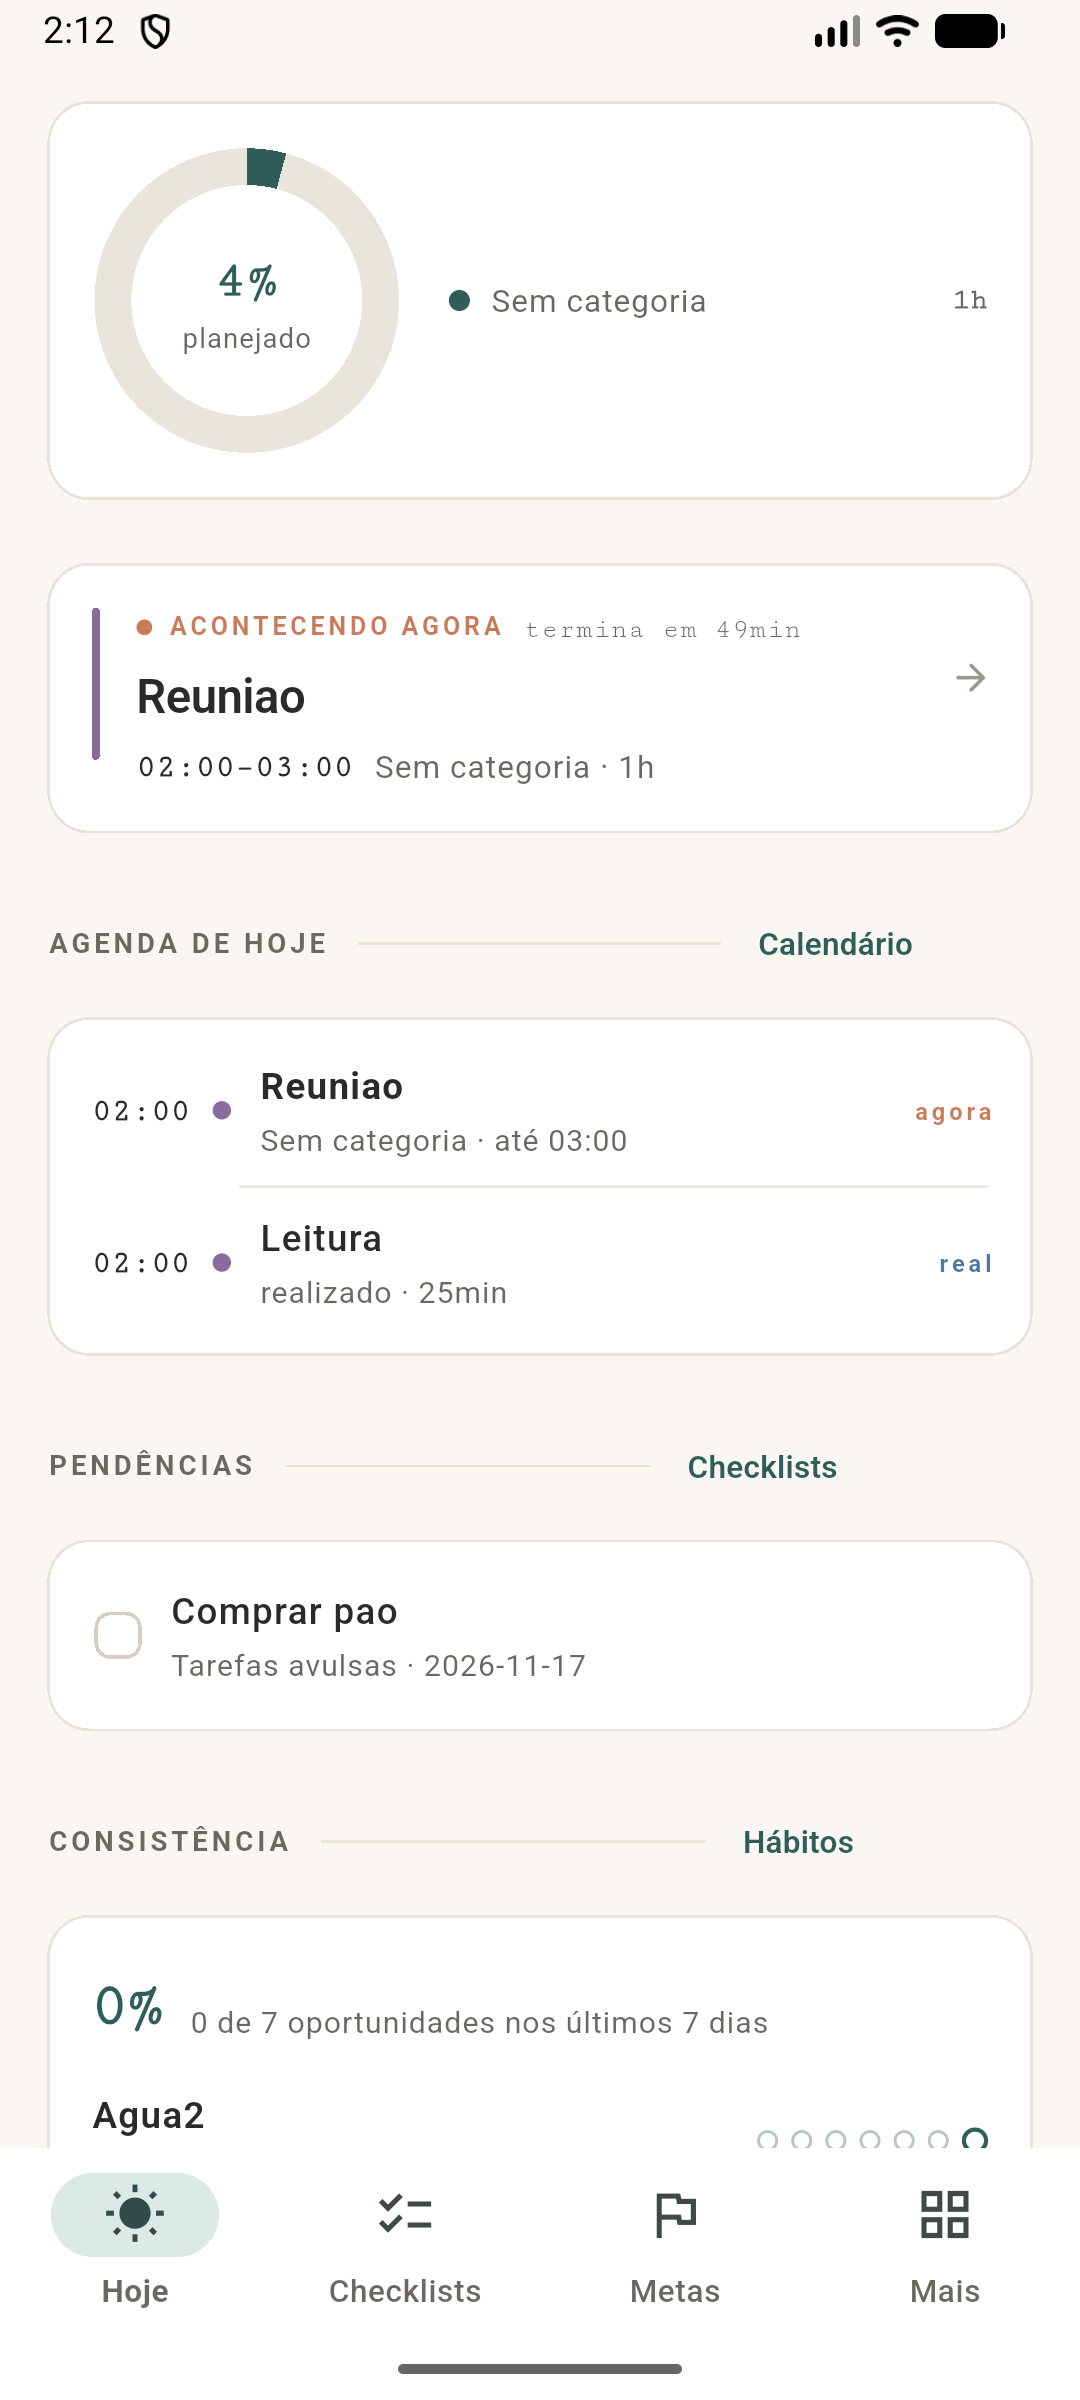 2:12
4%
planejado
Sem categoria 1h
ACONTECENDO AGORA termina em 49min
Reuniao
02:00–03:00 Sem categoria · 1h
AGENDA DE HOJE Calendário
02:00 Reuniao agora
Sem categoria · até 03:00
02:00 Leitura real
realizado · 25min
PENDÊNCIAS Checklists
Comprar pao
Tarefas avulsas · 2026-11-17
CONSISTÊNCIA Hábitos
0% 0 de 7 oportunidades nos últimos 7 dias
Agua2
Hoje Checklists Metas Mais